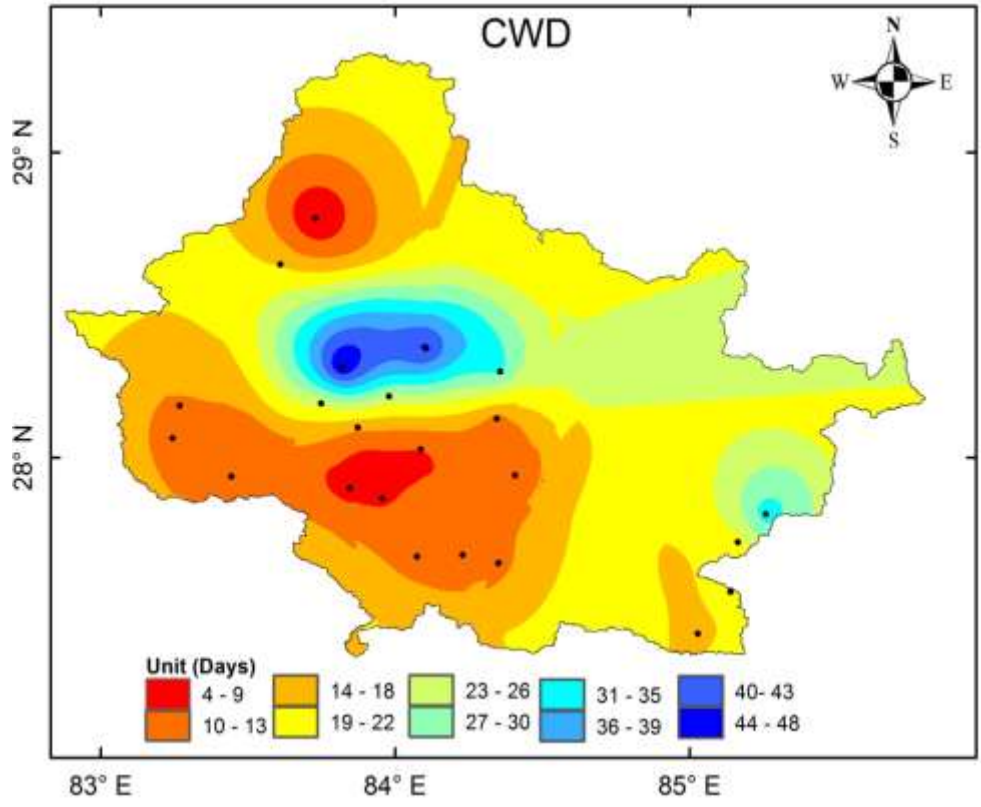 CWD
N
W E
S
29° N
28° N
Unit (Days)
4 - 9 14 - 18 23 - 26 31 - 35 40- 43
10 - 13 19 - 22 27 - 30 36 - 39 44 - 48
83° E 84° E 85° E